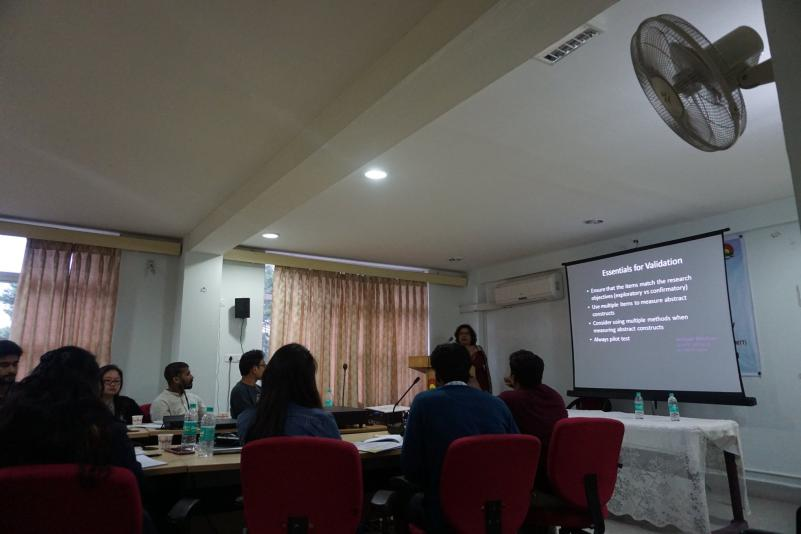 Essentials for Validation
• Ensure that the items match the research
objectives (exploratory vs confirmatory)
• Use multiple items to measure abstract
constructs
• Consider using multiple methods when
measuring abstract constructs
• Always pilot test